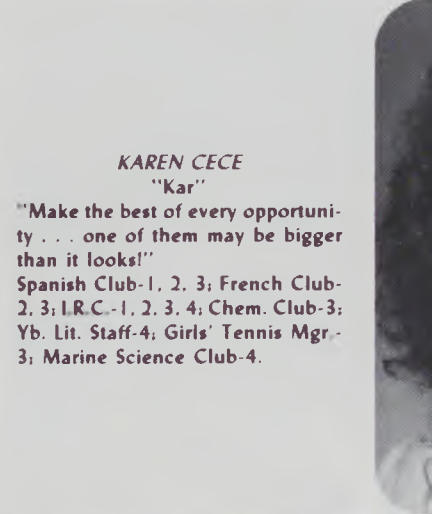 KAREN CECE
"Kar"
"Make the best of every opportuni-
ty . . . one of them may be bigger
than it looks!"
Spanish Club-1, 2, 3; French Club-
2, 3; I.R.C.-1, 2, 3, 4; Chem. Club-3;
Yb. Lit. Staff-4; Girls' Tennis Mgr.-
3; Marine Science Club-4.